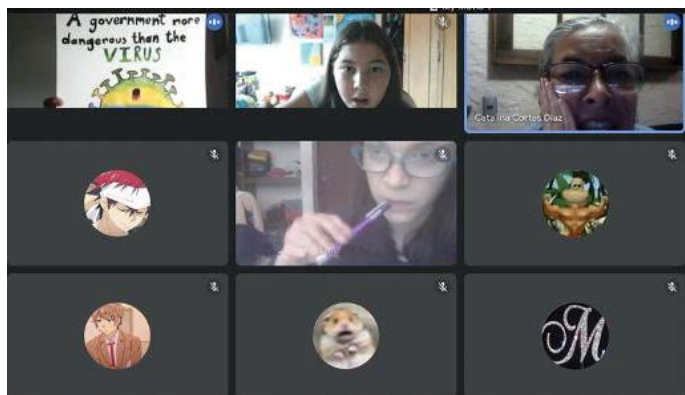 A government more
dangerous than the
VIRUS
Catalina Cortes Diaz
M